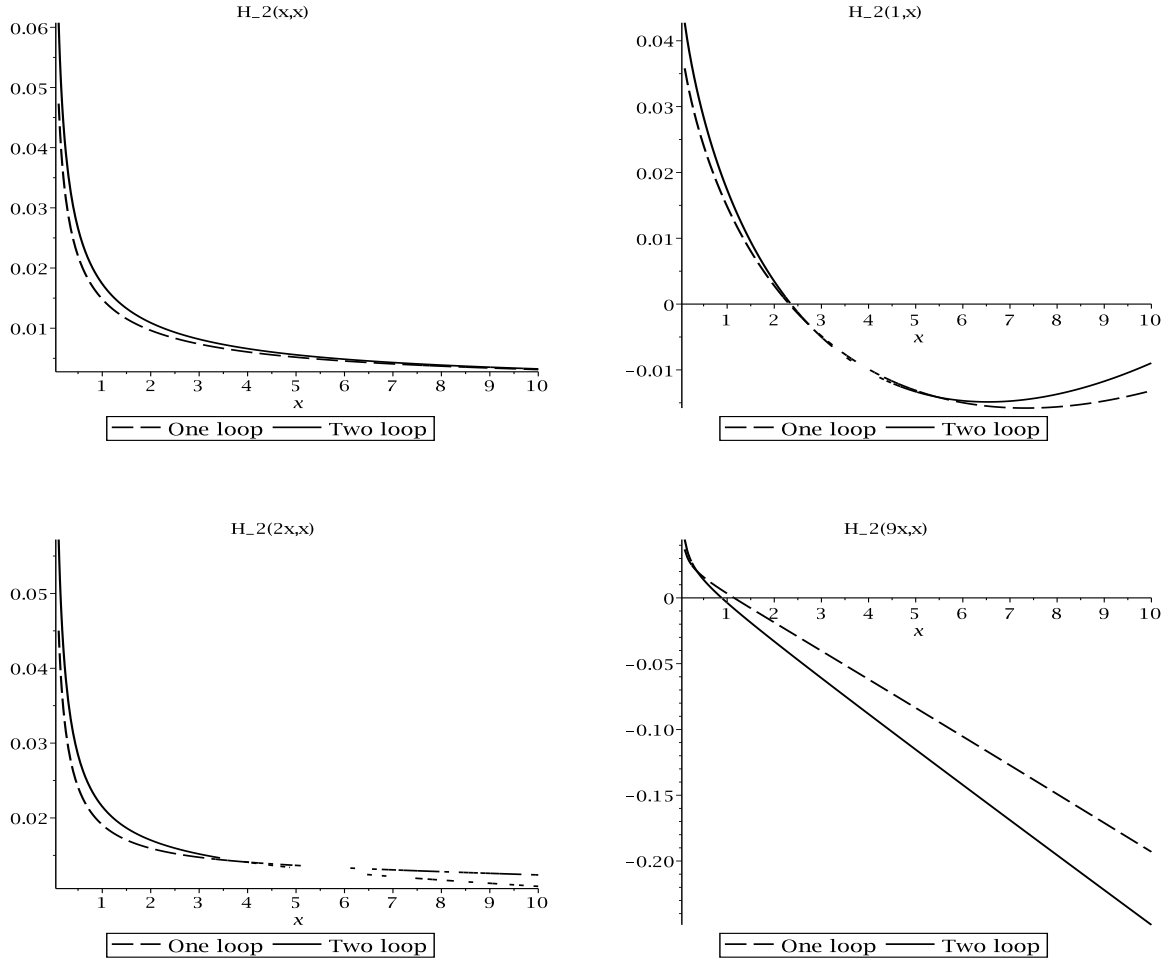 H_2(x,x)
0.06
0.05
0.04
0.03
0.02
0.01
1 2 3 4 5 6 7 8 9 10
x
One loop Two loop
H_2(1,x)
0.04
0.03
0.02
0.01
0
1 2 3 4 5 6 7 8 9 10
x
-0.01
One loop Two loop
H_2(2x,x)
0.05
0.04
0.03
0.02
1 2 3 4 5 6 7 8 9 10
x
One loop Two loop
H_2(9x,x)
0
1 2 3 4 5 6 7 8 9 10
x
-0.05
-0.10
-0.15
-0.20
One loop Two loop